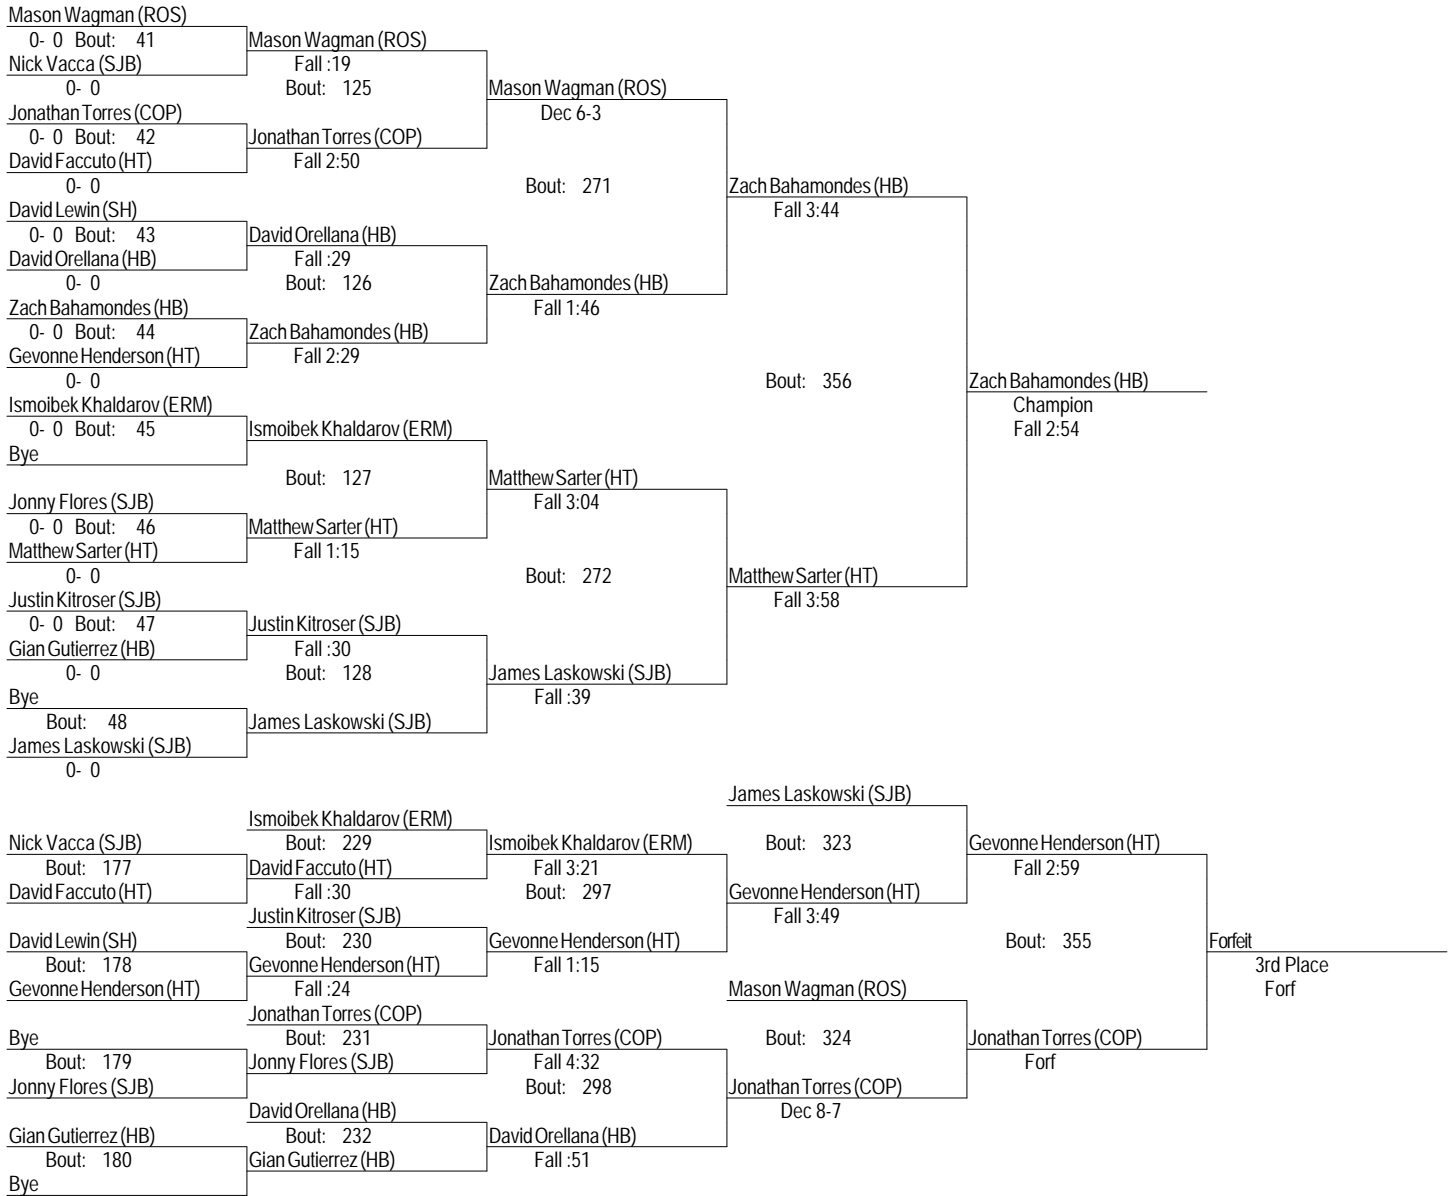 Mason Wagman (ROS)
0- 0 Bout: 41
Mason Wagman (ROS)
Nick Vacca (SJB)
Fall :19
0- 0
Bout: 125
Mason Wagman (ROS)
Jonathan Torres (COP)
Dec 6-3
0- 0 Bout: 42
Jonathan Torres (COP)
David Faccuto (HT)
Fall 2:50
0- 0
Bout: 271
Zach Bahamondes (HB)
David Lewin (SH)
Fall 3:44
0- 0 Bout: 43
David Orellana (HB)
David Orellana (HB)
Fall :29
0- 0
Bout: 126
Zach Bahamondes (HB)
Zach Bahamondes (HB)
Fall 1:46
0- 0 Bout: 44
Zach Bahamondes (HB)
Gevonne Henderson (HT)
Fall 2:29
0- 0
Bout: 356
Zach Bahamondes (HB)
Ismoibek Khaldarov (ERM)
Champion
0- 0 Bout: 45
Ismoibek Khaldarov (ERM)
Fall 2:54
Bye
Bout: 127
Matthew Sarter (HT)
Jonny Flores (SJB)
Fall 3:04
0- 0 Bout: 46
Matthew Sarter (HT)
Matthew Sarter (HT)
Fall 1:15
0- 0
Bout: 272
Matthew Sarter (HT)
Justin Kitroser (SJB)
Fall 3:58
0- 0 Bout: 47
Justin Kitroser (SJB)
Gian Gutierrez (HB)
Fall :30
0- 0
Bout: 128
James Laskowski (SJB)
Bye
Fall :39
Bout: 48
James Laskowski (SJB)
James Laskowski (SJB)
0- 0
James Laskowski (SJB)
Ismoibek Khaldarov (ERM)
Nick Vacca (SJB)
Bout: 229
Ismoibek Khaldarov (ERM)
Bout: 323
Gevonne Henderson (HT)
Bout: 177
David Faccuto (HT)
Fall 3:21
Fall 2:59
David Faccuto (HT)
Fall :30
Bout: 297
Gevonne Henderson (HT)
Justin Kitroser (SJB)
Fall 3:49
David Lewin (SH)
Bout: 230
Gevonne Henderson (HT)
Bout: 355
Forfeit
Bout: 178
Gevonne Henderson (HT)
Fall 1:15
3rd Place
Gevonne Henderson (HT)
Fall :24
Mason Wagman (ROS)
Forf
Jonathan Torres (COP)
Bye
Bout: 231
Jonathan Torres (COP)
Bout: 324
Jonathan Torres (COP)
Bout: 179
Jonny Flores (SJB)
Fall 4:32
Forf
Jonny Flores (SJB)
Bout: 298
Jonathan Torres (COP)
David Orellana (HB)
Dec 8-7
Gian Gutierrez (HB)
Bout: 232
David Orellana (HB)
Bout: 180
Gian Gutierrez (HB)
Fall :51
Bye